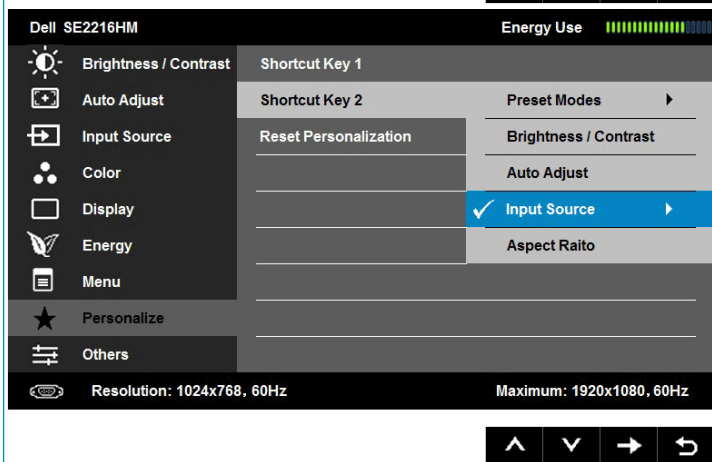 Dell SE2216HM Energy Use
Brightness / Contrast Shortcut Key 1
Auto Adjust Shortcut Key 2 Preset Modes
Input Source Reset Personalization Brightness / Contrast
Color Auto Adjust
Display Input Source
Energy Aspect Raito
Menu
Personalize
Others
Resolution: 1024x768, 60Hz Maximum: 1920x1080, 60Hz